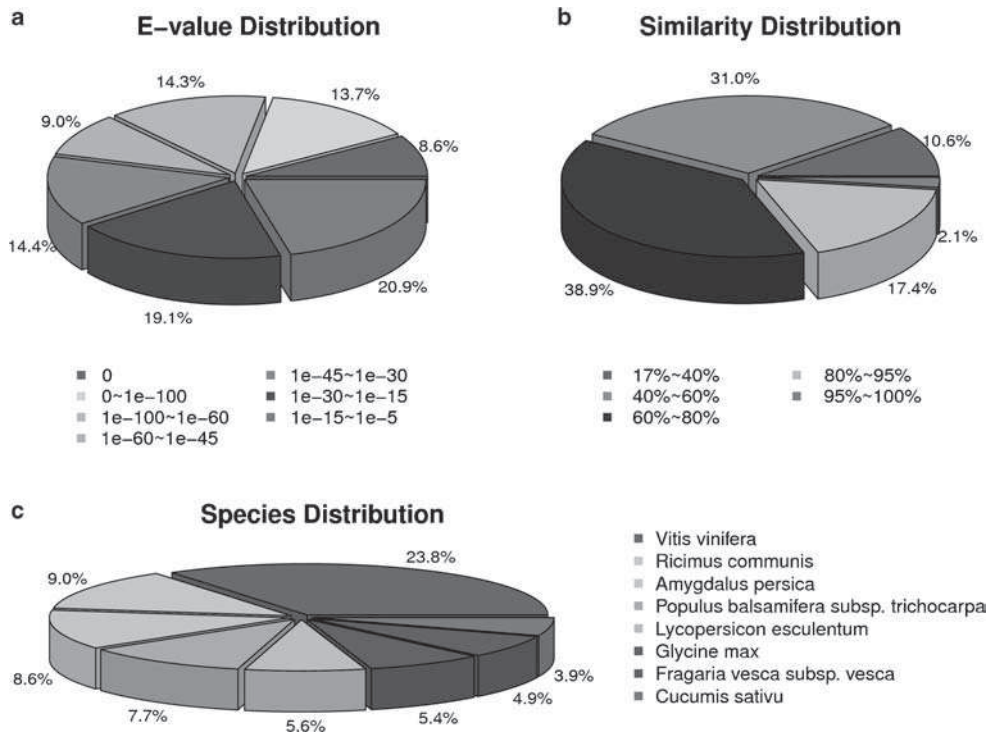 a
E-value Distribution
14.3%
13.7%
9.0%
8.6%
14.4%
20.9%
19.1%
0
0~1e-100
1e-100~1e-60
1e-60~1e-45
1e-45~1e-30
1e-30~1e-15
1e-15~1e-5
b
Similarity Distribution
31.0%
10.6%
2.1%
38.9%
17.4%
17%~40%
40%~60%
60%~80%
80%~95%
95%~100%
c
Species Distribution
23.8%
9.0%
8.6%
7.7%
5.6%
5.4%
4.9%
3.9%
Vitis vinifera
Ricimus communis
Amygdalus persica
Populus balsamifera subsp. trichocarpa
Lycopersicon esculentum
Glycine max
Fragaria vesca subsp. vesca
Cucumis sativu